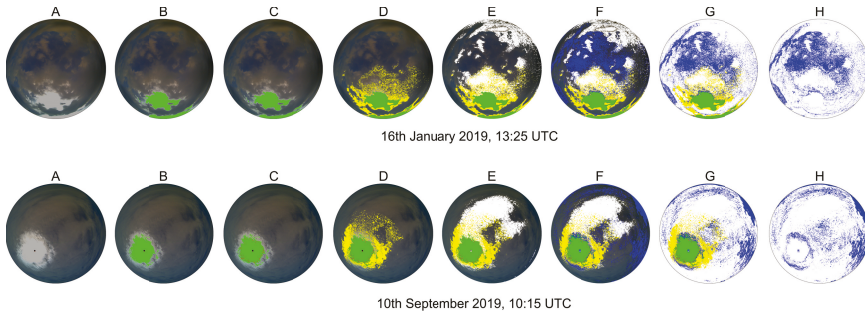 A B C D E F G H
16th January 2019, 13:25 UTC
A B C D E F G H
10th September 2019, 10:15 UTC